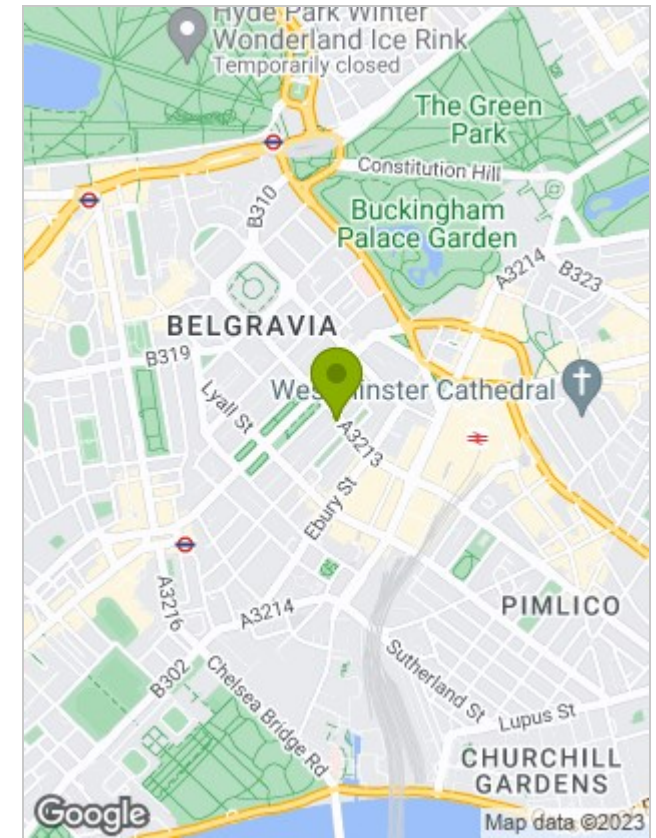 Hyde Park Winter
Wonderland Ice Rink
Temporarily closed
The Green
Park
Constitution Hill
B310
Buckingham
Palace Garden
A3214
B323
BELGRAVIA
B319
Westminster Cathedral
Lyall St
A3213
Ebury St
A3216
A3214
PIMLICO
B302
Sutherland St
Chelsea Bridge Rd
Lupus St
CHURCHILL
GARDENS
Google
Map data ©2023